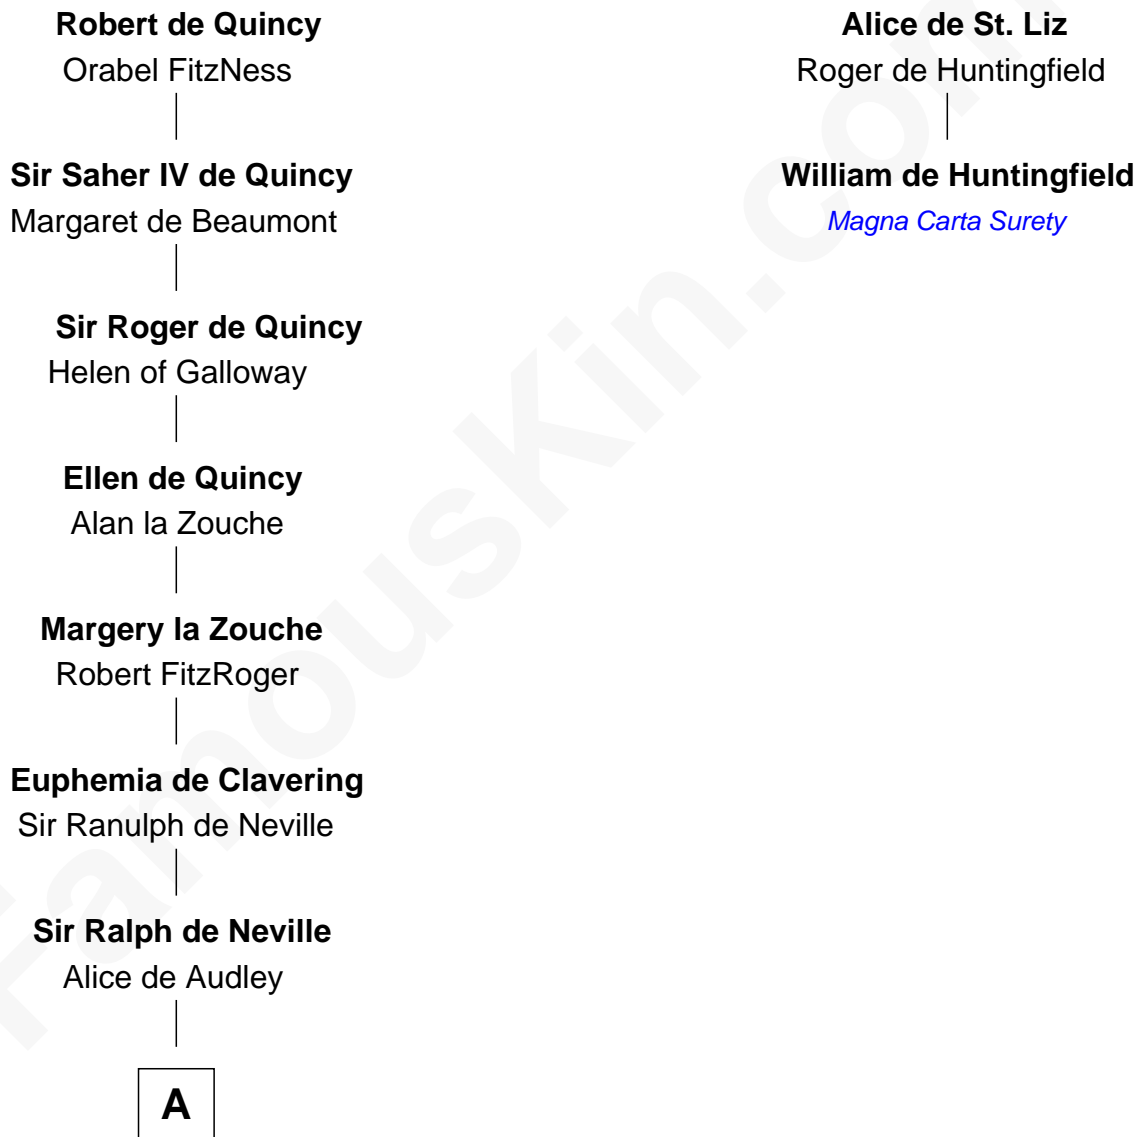 Robert de Quincy
Orabel FitzNess
Sir Saher IV de Quincy
Margaret de Beaumont
Sir Roger de Quincy
Helen of Galloway
Ellen de Quincy
Alan la Zouche
Margery la Zouche
Robert FitzRoger
Euphemia de Clavering
Sir Ranulph de Neville
Sir Ralph de Neville
Alice de Audley
A
Alice de St. Liz
Roger de Huntingfield
William de Huntingfield
Magna Carta Surety
FamousKin.com